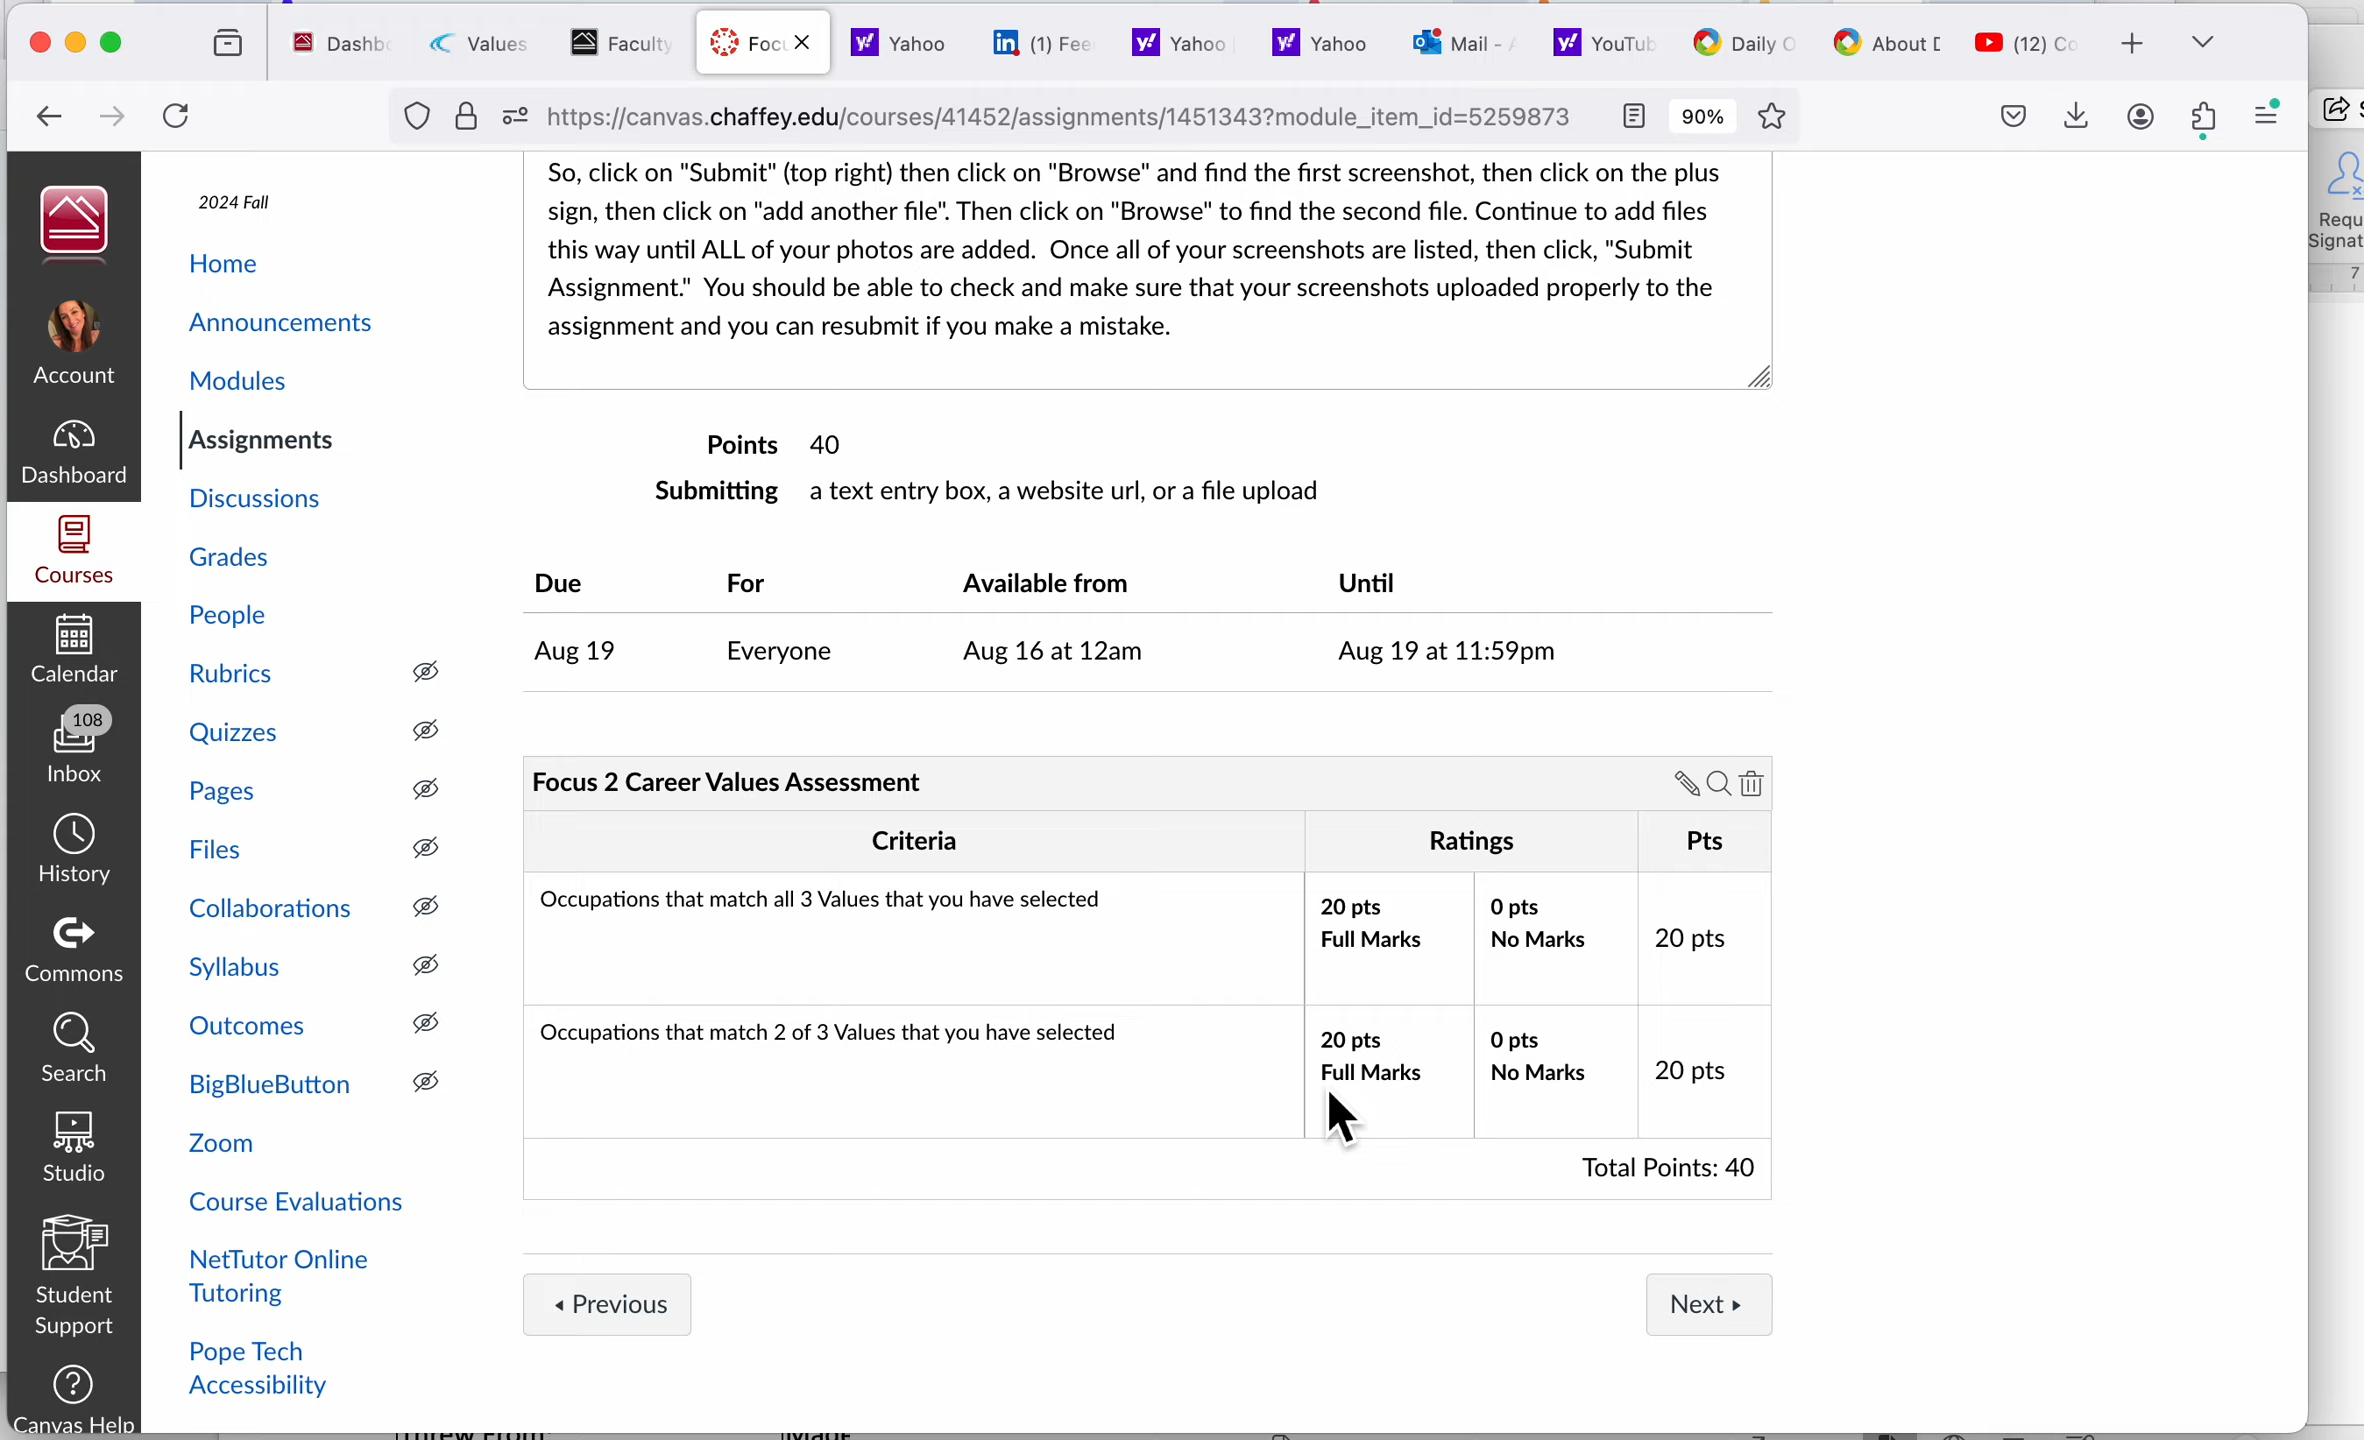 Dashb
Values
Faculty
Foc
Yahoo
(1) Fee
Yahoo
Yahoo
Mail -
YouTub
Daily O
About D
(12) Co
https://canvas.chaffey.edu/courses/41452/assignments/1451343?module_item_id=5259873
90%
Requ
Signat
7
Account
Dashboard
Courses
Calendar
108
Inbox
History
Commons
Search
Studio
Student
Support
Canvas Help
2024 Fall
Home
Announcements
Modules
Assignments
Discussions
Grades
People
Rubrics
Quizzes
Pages
Files
Collaborations
Syllabus
Outcomes
BigBlueButton
Zoom
Course Evaluations
NetTutor Online
Tutoring
Pope Tech
Accessibility
So, click on "Submit" (top right) then click on "Browse" and find the first screenshot, then click on the plus
sign, then click on "add another file". Then click on "Browse" to find the second file. Continue to add files
this way until ALL of your photos are added.  Once all of your screenshots are listed, then click, "Submit
Assignment."  You should be able to check and make sure that your screenshots uploaded properly to the
assignment and you can resubmit if you make a mistake.
Points 40
Submitting a text entry box, a website url, or a file upload
Due For Available from Until
Aug 19 Everyone Aug 16 at 12am Aug 19 at 11:59pm
Focus 2 Career Values Assessment
Criteria Ratings Pts
Occupations that match all 3 Values that you have selected
20 pts
Full Marks
0 pts
No Marks
20 pts
Occupations that match 2 of 3 Values that you have selected
20 pts
Full Marks
0 pts
No Marks
20 pts
Total Points: 40
Previous
Next